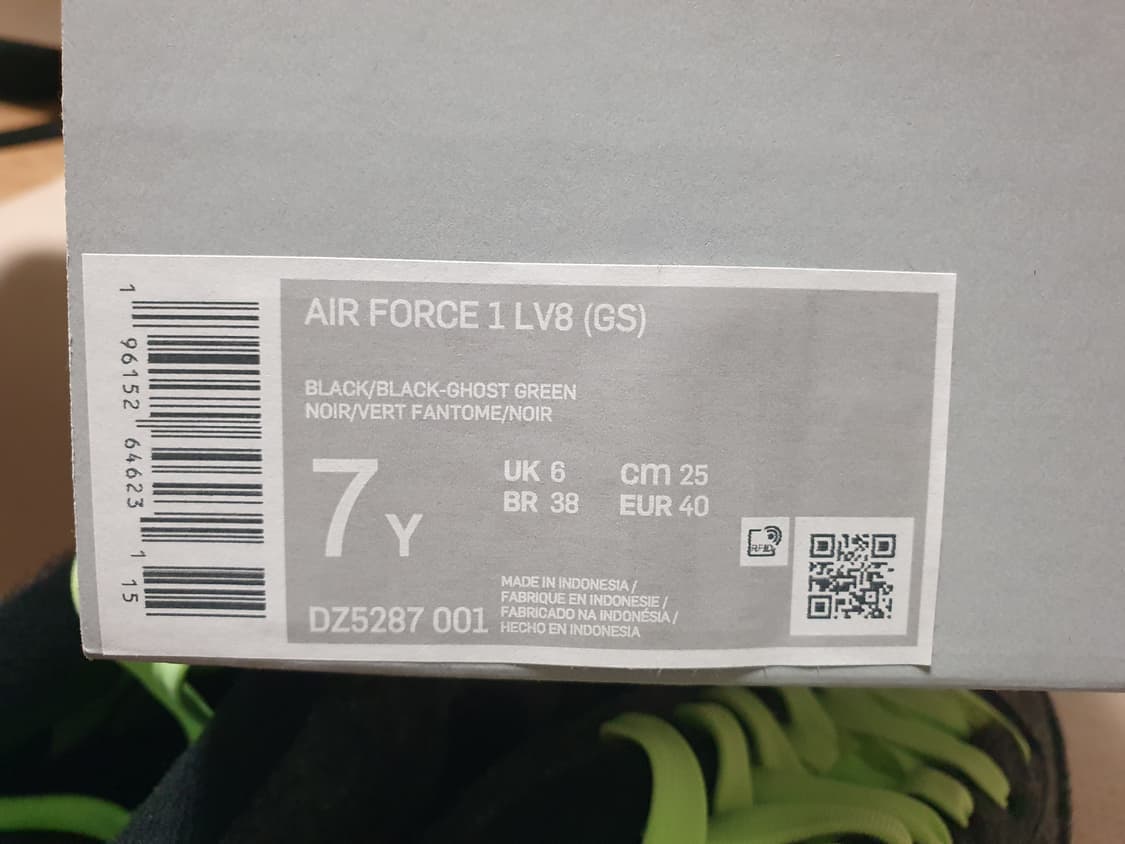 AIR FORCE 1 LV8 (GS)
BLACK/BLACK-GHOST GREEN
NOIR/VERT FANTOME/NOIR
7 Y
UK 6 cm 25
BR 38 EUR 40
RFID
MADE IN INDONESIA /
FABRIQUE EN INDONESIE /
FABRICADO NA INDONÉSIA /
HECHO EN INDONESIA
DZ5287 001
1 96152 64623 1 15